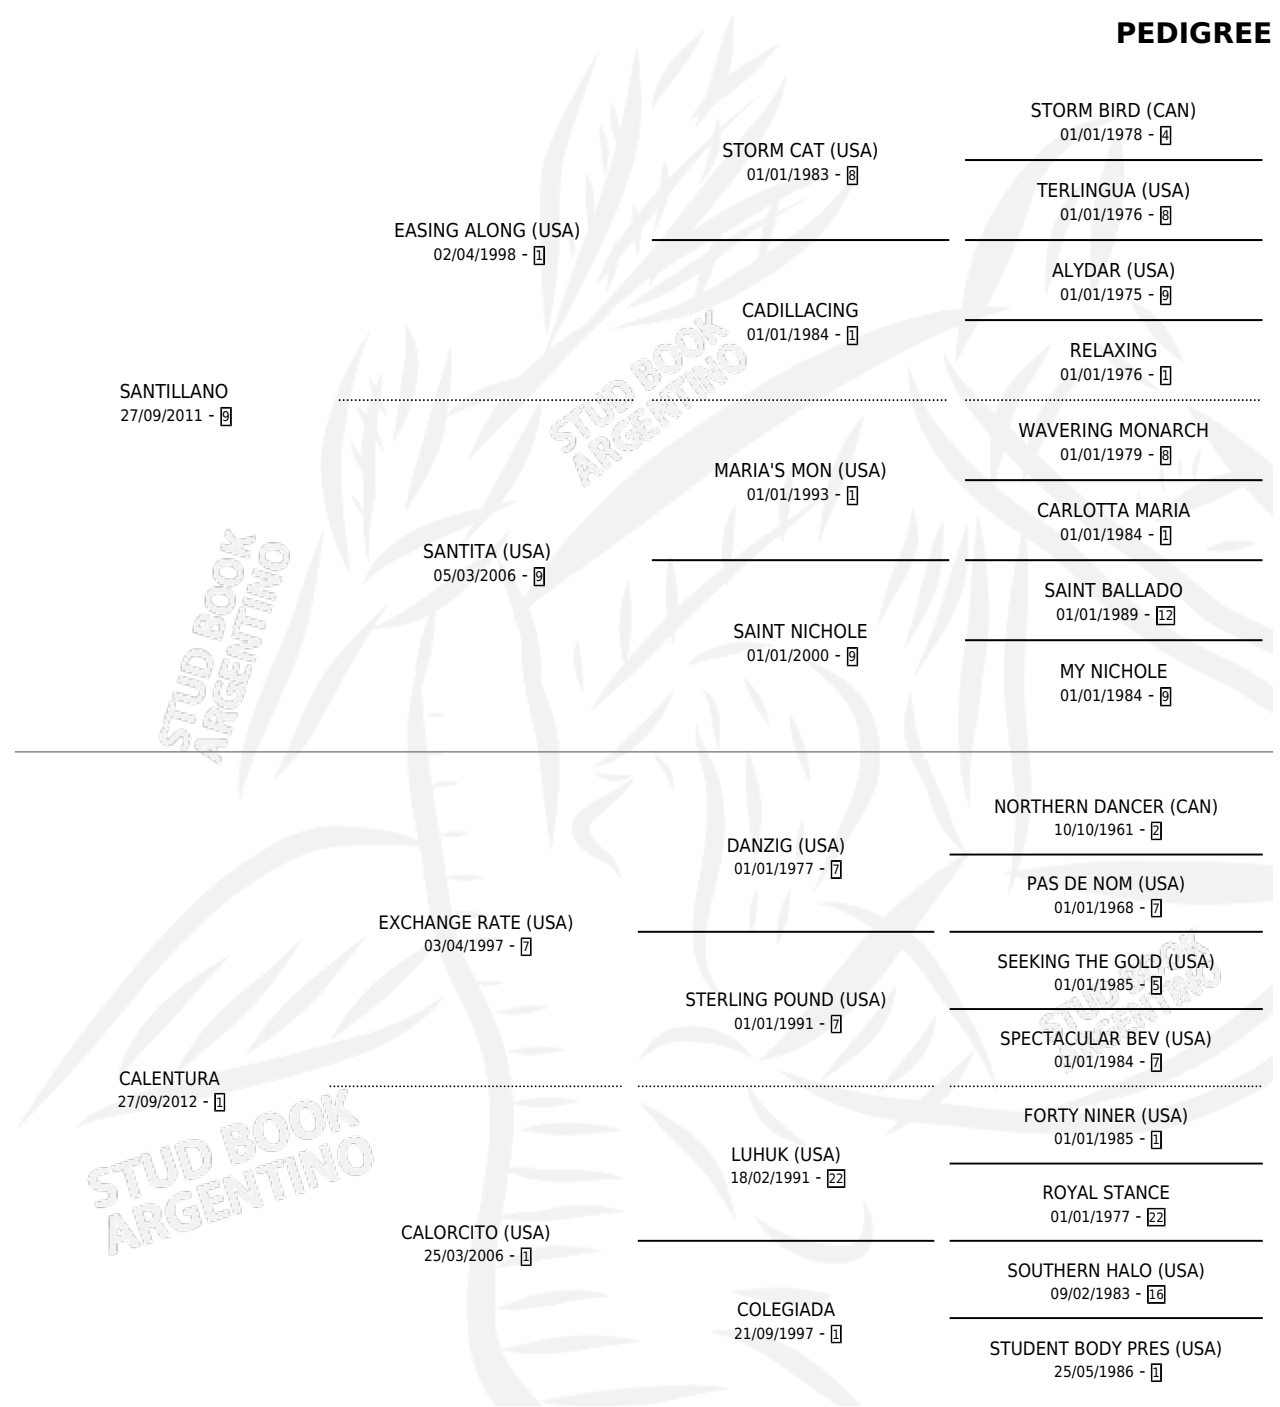 PEDIGREE
STORM BIRD (CAN)
01/01/1978 - 4
STORM CAT (USA)
01/01/1983 - 8
TERLINGUA (USA)
01/01/1976 - 8
EASING ALONG (USA)
02/04/1998 - 1
ALYDAR (USA)
01/01/1975 - 9
CADILLACING
01/01/1984 - 1
RELAXING
01/01/1976 - 1
SANTILLANO
27/09/2011 - 9
STUD BOOK
ARGENTINO
WAVERING MONARCH
01/01/1979 - 8
MARIA'S MON (USA)
01/01/1993 - 1
CARLOTTA MARIA
01/01/1984 - 1
SANTITA (USA)
05/03/2006 - 9
SAINT BALLADO
01/01/1989 - 12
SAINT NICHOLE
01/01/2000 - 9
MY NICHOLE
01/01/1984 - 9
STUD BOOK
ARGENTINO
NORTHERN DANCER (CAN)
10/10/1961 - 2
DANZIG (USA)
01/01/1977 - 7
PAS DE NOM (USA)
01/01/1968 - 7
EXCHANGE RATE (USA)
03/04/1997 - 7
SEEKING THE GOLD (USA)
01/01/1985 - 5
STERLING POUND (USA)
01/01/1991 - 7
STUD BOOK
ARGENTINO
SPECTACULAR BEV (USA)
01/01/1984 - 7
CALENTURA
27/09/2012 - 1
STUD BOOK
ARGENTINO
FORTY NINER (USA)
01/01/1985 - 1
LUHUK (USA)
18/02/1991 - 22
ROYAL STANCE
01/01/1977 - 22
CALORCITO (USA)
25/03/2006 - 1
SOUTHERN HALO (USA)
09/02/1983 - 16
COLEGIADA
21/09/1997 - 1
STUDENT BODY PRES (USA)
25/05/1986 - 1